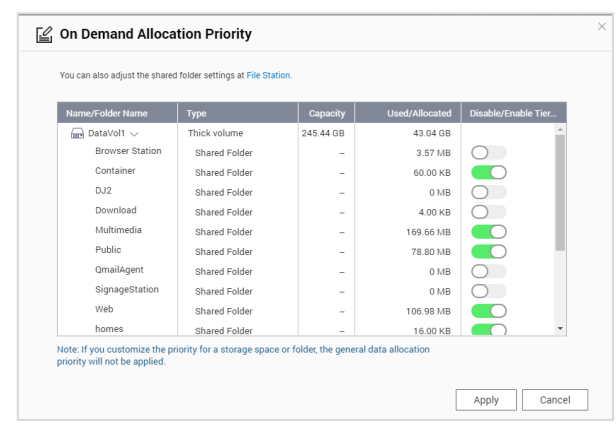 On Demand Allocation Priority
You can also adjust the shared folder settings at File Station.
Name/Folder Name Type Capacity Used/Allocated Disable/Enable Tier...
DataVol1 Thick volume 245.44 GB 43.04 GB
Browser Station Shared Folder -- 3.57 MB
Container Shared Folder -- 60.00 KB
DJ2 Shared Folder -- 0 MB
Download Shared Folder -- 4.00 KB
Multimedia Shared Folder -- 169.66 MB
Public Shared Folder -- 78.80 MB
QmailAgent Shared Folder -- 0 MB
SignageStation Shared Folder -- 0 MB
Web Shared Folder -- 106.98 MB
homes Shared Folder -- 16.00 KB
Note: If you customize the priority for a storage space or folder, the general data allocation
priority will not be applied.
Apply Cancel